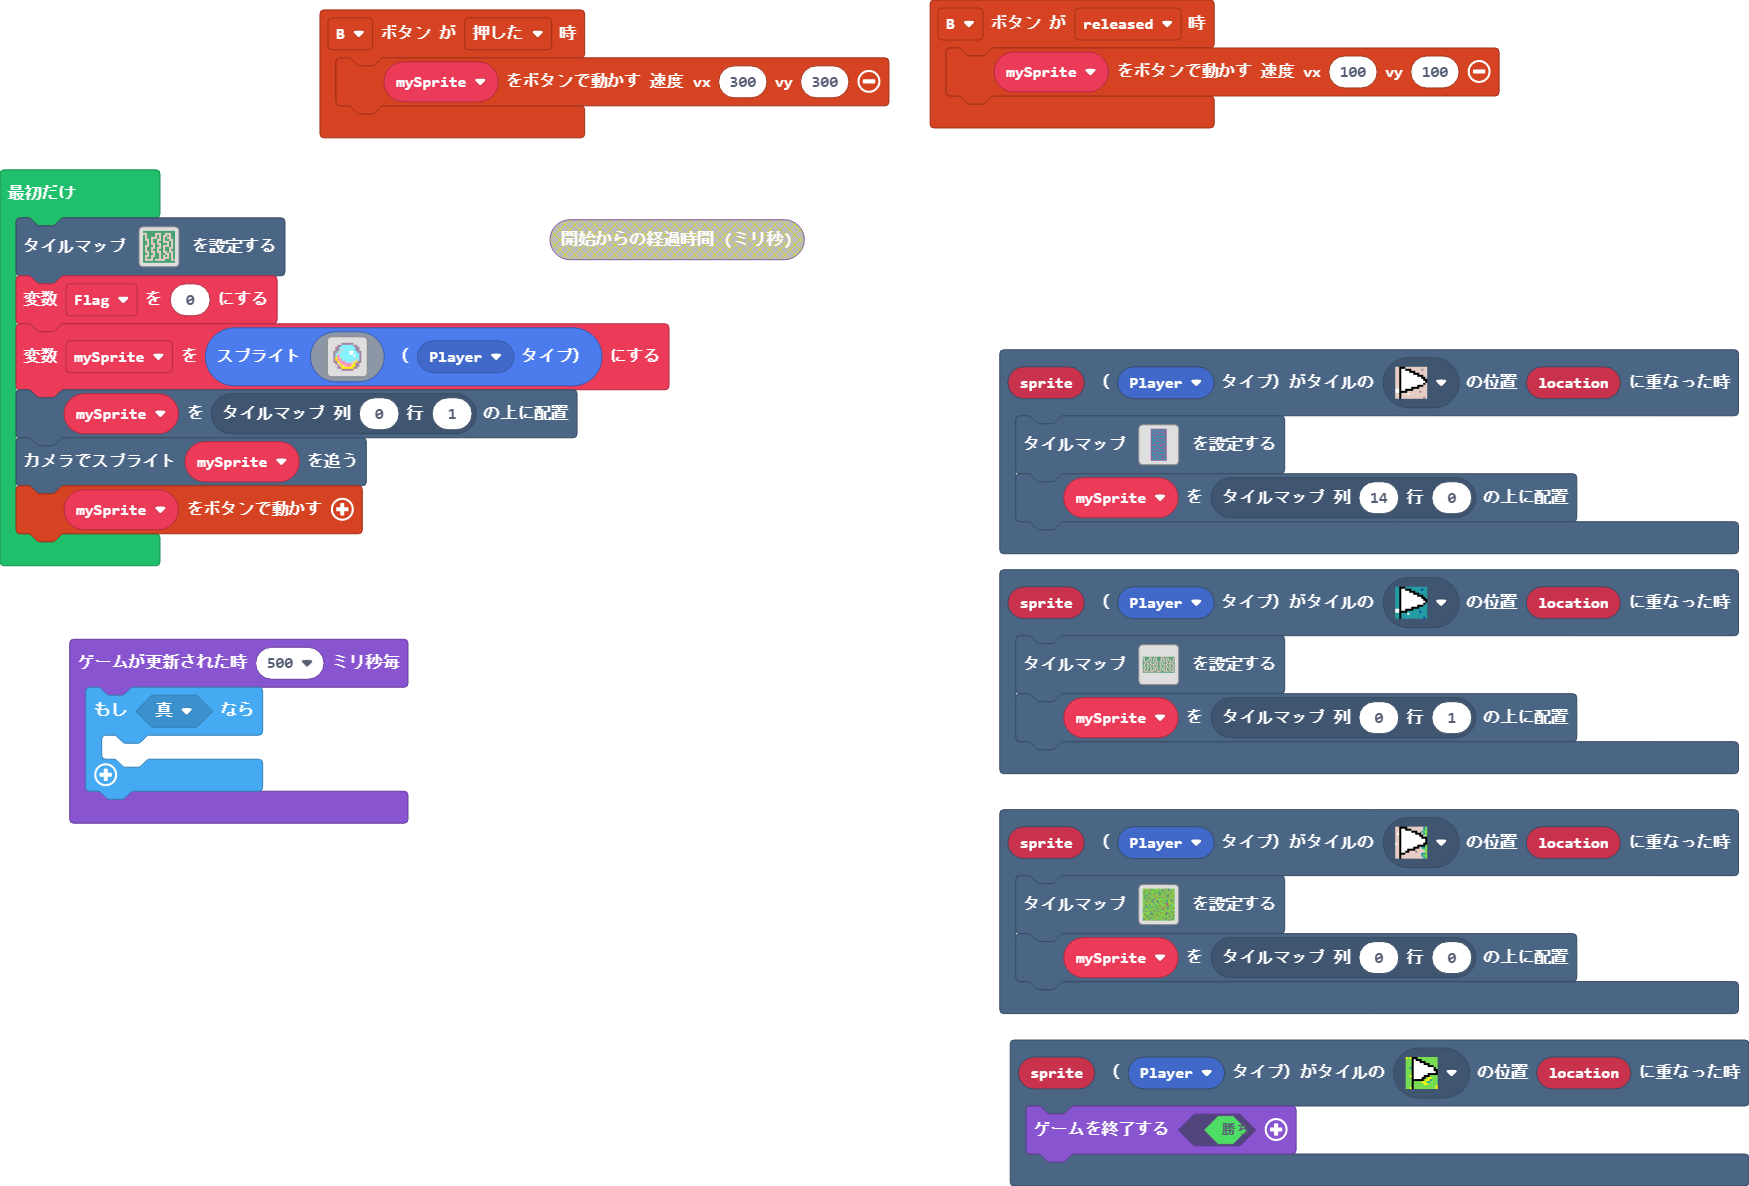 B ボタン が 押した 時
mySprite をボタンで動かす 速度 vx 300 vy 300
B ボタン が released 時
mySprite をボタンで動かす 速度 vx 100 vy 100
最初だけ
タイルマップ を設定する
変数 Flag を 0 にする
変数 mySprite を スプライト ( Player タイプ) にする
mySprite を タイルマップ 列 0 行 1 の上に配置
カメラでスプライト mySprite を追う
mySprite をボタンで動かす
開始からの経過時間 (ミリ秒)
ゲームが更新された時 500 ミリ秒毎
もし 真 なら
sprite ( Player タイプ) がタイルの の位置 location に重なった時
タイルマップ を設定する
mySprite を タイルマップ 列 14 行 0 の上に配置
sprite ( Player タイプ) がタイルの の位置 location に重なった時
タイルマップ を設定する
mySprite を タイルマップ 列 0 行 1 の上に配置
sprite ( Player タイプ) がタイルの の位置 location に重なった時
タイルマップ を設定する
mySprite を タイルマップ 列 0 行 0 の上に配置
sprite ( Player タイプ) がタイルの の位置 location に重なった時
ゲームを終了する 勝ち